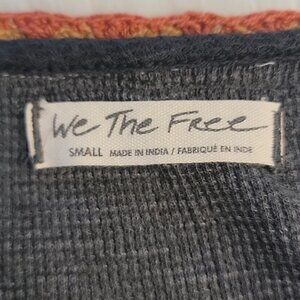 We The Free
SMALL MADE IN INDIA / FABRIQUÉ EN INDE